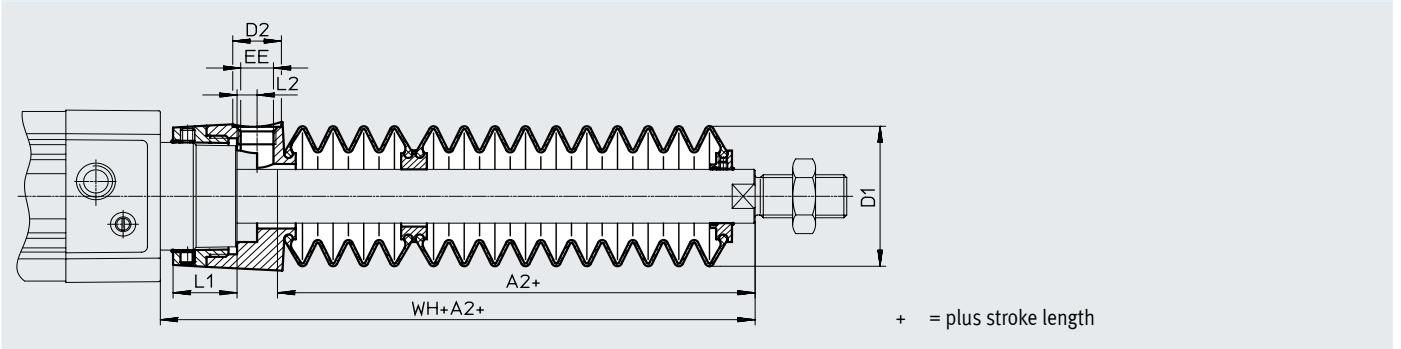 D2
EE
L2
D1
L1
A2+
WH+A2+
+ = plus stroke length